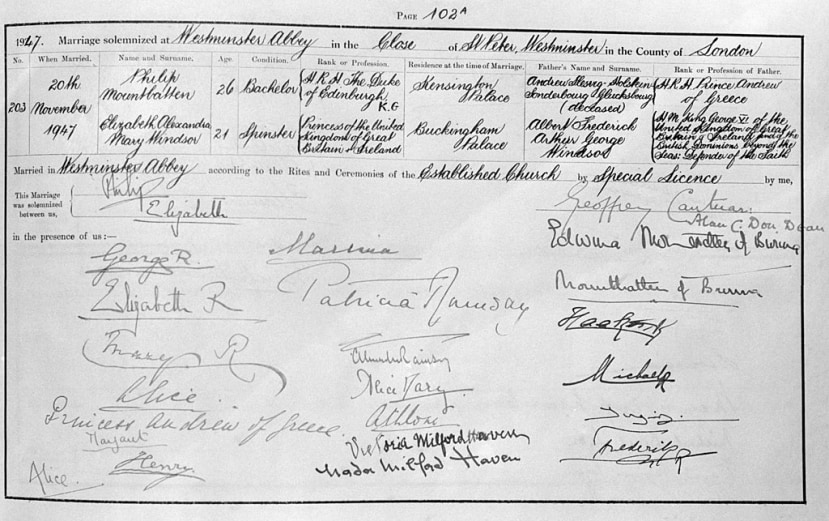 PAGE 102A
1947. Marriage solemnized at Westminster Abbey in the Close of St Peter, Westminster in the County of London
No. When Married. Name and Surname. Age. Condition. Rank or Profession. Residence at the time of Marriage. Father's Name and Surname. Rank or Profession of Father.
203
20th
November
1947
Philip
Mountbatten
26 Bachelor
H R H The Duke
of Edinburgh
K.G
Kensington
Palace
Andrew Slesvig-Holstein
Sonderbourg Glucksbourg
(deceased)
H R H Prince Andrew
of Greece
Elizabeth Alexandra
Mary Windsor
21 Spinster
Princess of the United
Kingdom of Great
Britain & Ireland
Buckingham
Palace
Albert Frederick
Arthur George
Windsor
H M King George VI of the
United Kingdom of Great
Britain & Ireland and of the
British Dominions beyond the
Seas: Defender of the Faith
Married in Westminster Abbey according to the Rites and Ceremonies of the Established Church by Special Licence by me,
This Marriage
was solemnized
between us,
Philip
Elizabeth
Geoffrey Cantuar:
Alan C. Don. Dean
in the presence of us:—
George R.
Elizabeth R
Mary R
Alice
Princess Andrew of Greece
Margaret
Henry
Alice.
Marina
Patricia Ramsay
Alice Mary
Athlone
Victoria Milford Haven
Nada Milford Haven
Edwina Mountbatten of Burma
Mountbatten of Burma
Haakon R
Michael R
Frederik R